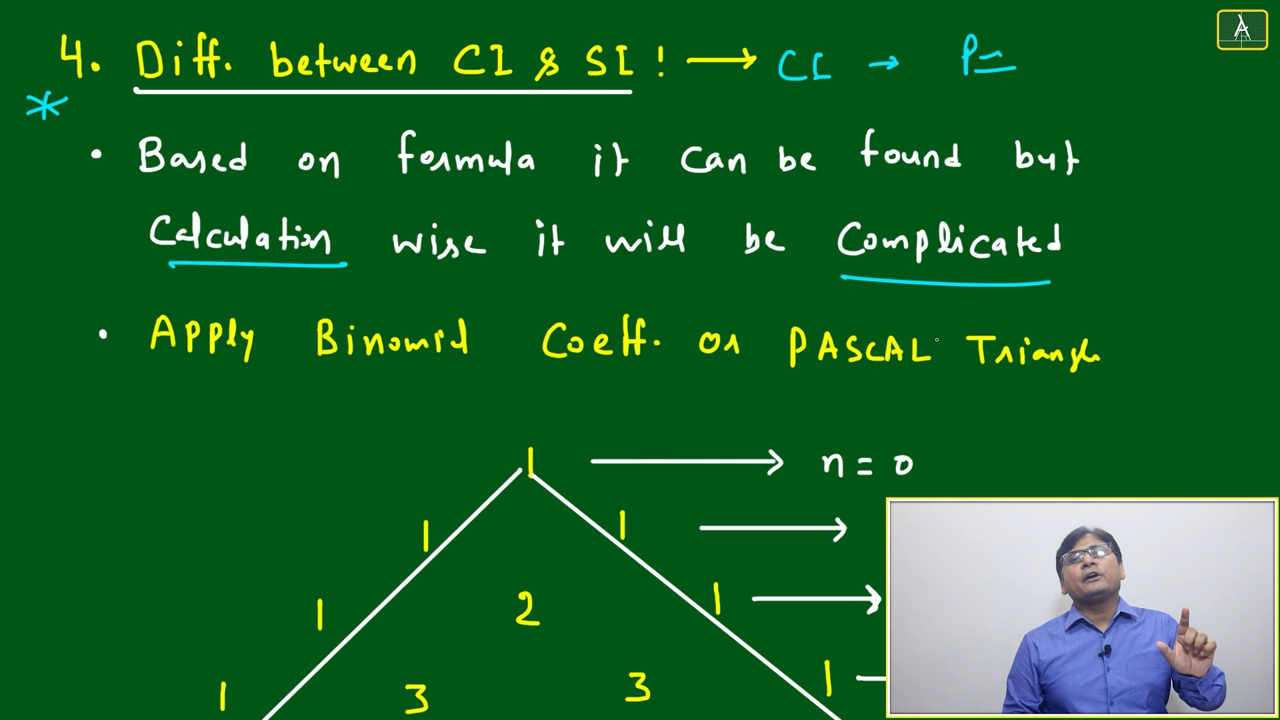 4. Diff. between CI & SI ! → CI → P
* 
• Based on formula it can be found but
Calculation wise it will be Complicated
• Apply Binomial Coeff. or PASCAL Triangle
1 → n = 0
1 1 →
1 2 1 →
1 3 3 1